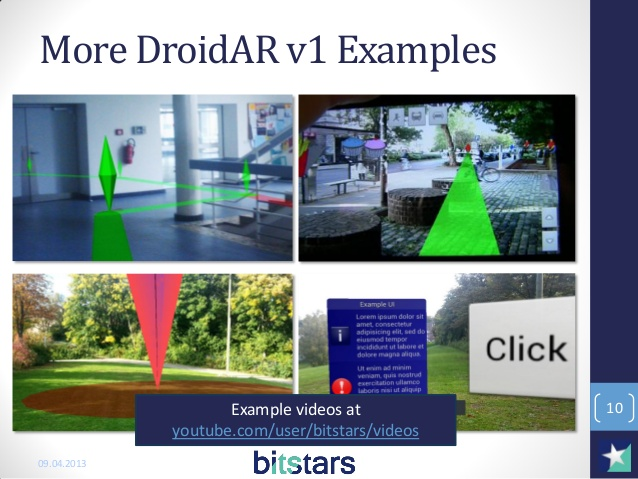 More DroidAR v1 Examples
Example Ui
Lorem ipsum dolor sit
amet, consectetur
adipisicing elit, sed do
eiusmod tempor
incididunt ut labore et
dolore magna aliqua.
Ut enim ad minim
veniam, quis nostrud
exercitation ullamco
laboris nisi ut aliquip
Click
Example videos at
youtube.com/user/bitstars/videos
10
09.04.2013
bitstars